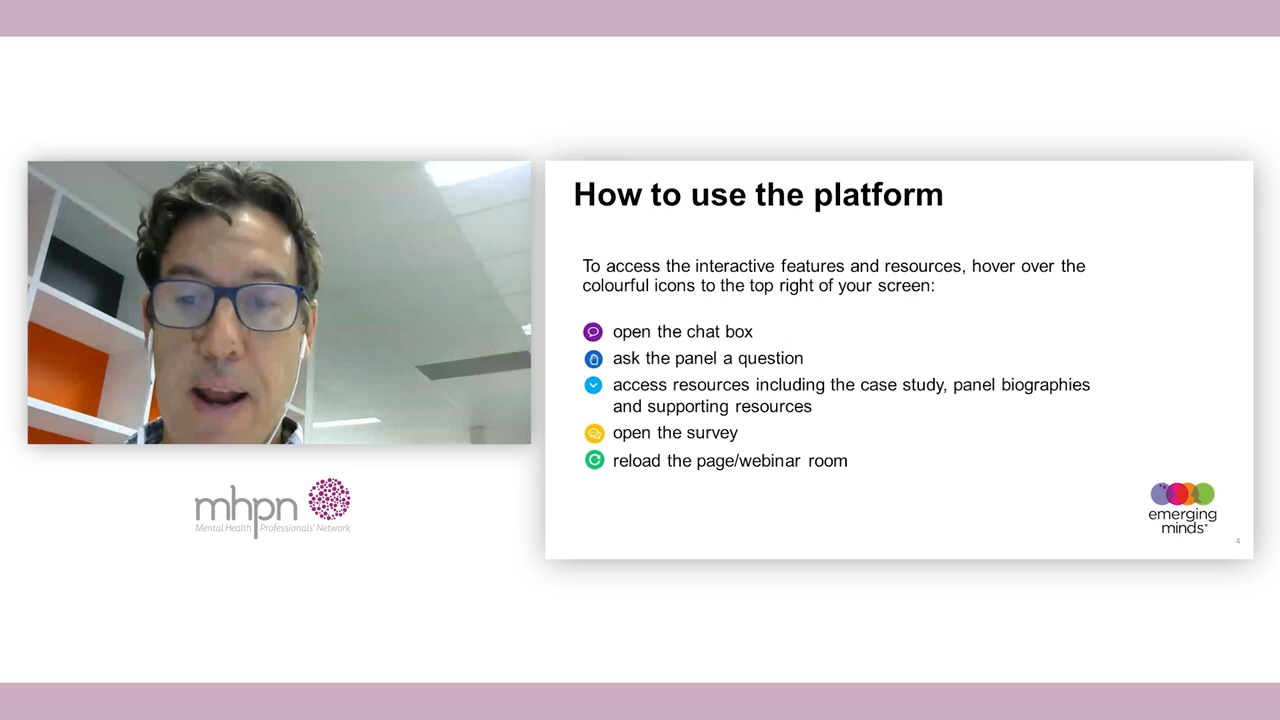 How to use the platform
To access the interactive features and resources, hover over the
colourful icons to the top right of your screen:
open the chat box
ask the panel a question
access resources including the case study, panel biographies
and supporting resources
open the survey
reload the page/webinar room
mhpn
Mental Health Professionals' Network
emerging
minds
4